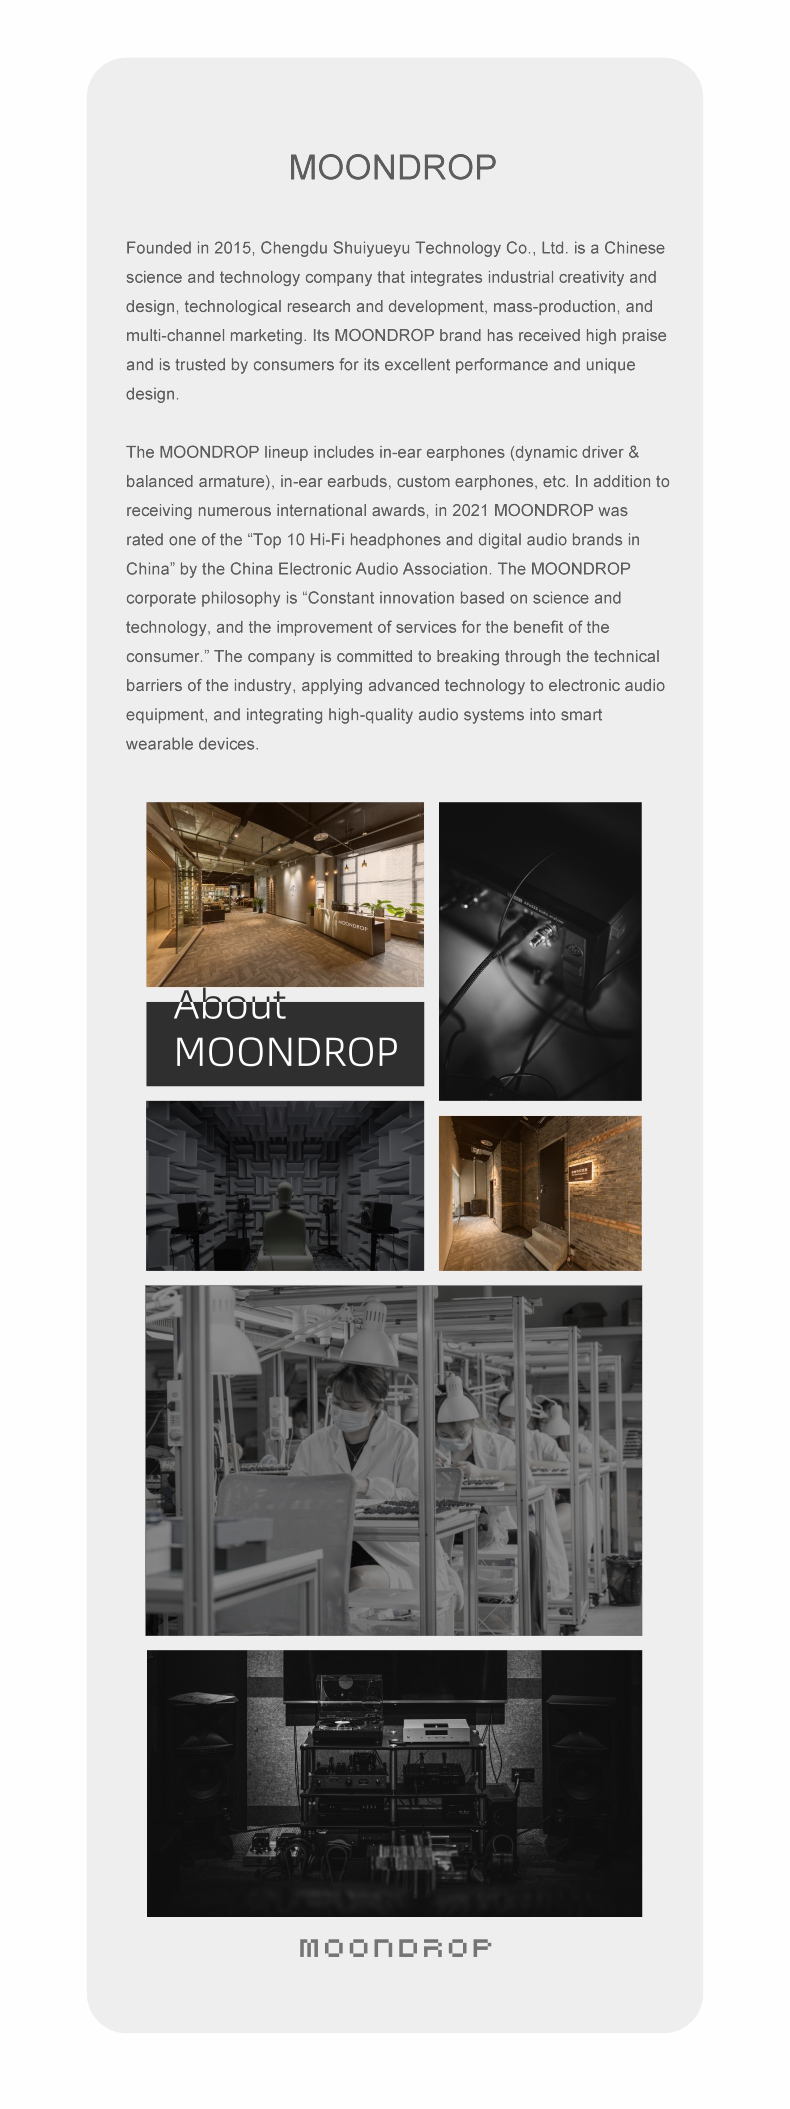 MOONDROP
Founded in 2015, Chengdu Shuiyueyu Technology Co., Ltd. is a Chinese
science and technology company that integrates industrial creativity and
design, technological research and development, mass-production, and
multi-channel marketing. Its MOONDROP brand has received high praise
and is trusted by consumers for its excellent performance and unique
design.
The MOONDROP lineup includes in-ear earphones (dynamic driver &
balanced armature), in-ear earbuds, custom earphones, etc. In addition to
receiving numerous international awards, in 2021 MOONDROP was
rated one of the “Top 10 Hi-Fi headphones and digital audio brands in
China” by the China Electronic Audio Association. The MOONDROP
corporate philosophy is “Constant innovation based on science and
technology, and the improvement of services for the benefit of the
consumer.” The company is committed to breaking through the technical
barriers of the industry, applying advanced technology to electronic audio
equipment, and integrating high-quality audio systems into smart
wearable devices.
MOONDROP
About
MOONDROP
MOONDROP